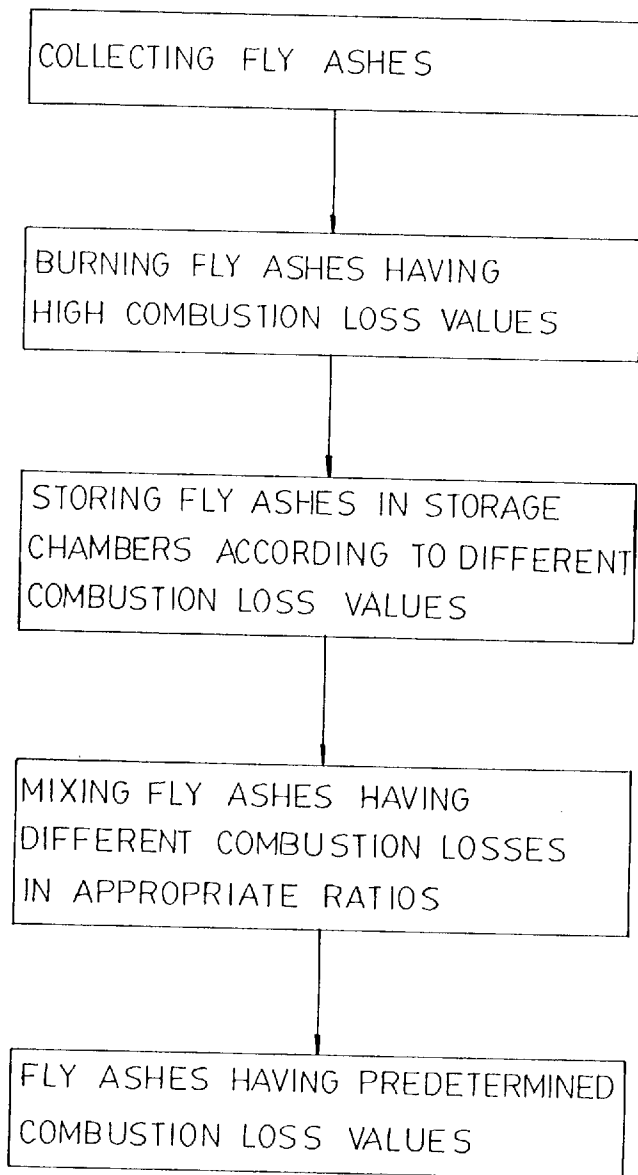 COLLECTING FLY ASHES
BURNING FLY ASHES HAVING
HIGH COMBUSTION LOSS VALUES
STORING FLY ASHES IN STORAGE
CHAMBERS ACCORDING TO DIFFERENT
COMBUSTION LOSS VALUES
MIXING FLY ASHES HAVING
DIFFERENT COMBUSTION LOSSES
IN APPROPRIATE RATIOS
FLY ASHES HAVING PREDETERMINED
COMBUSTION LOSS VALUES